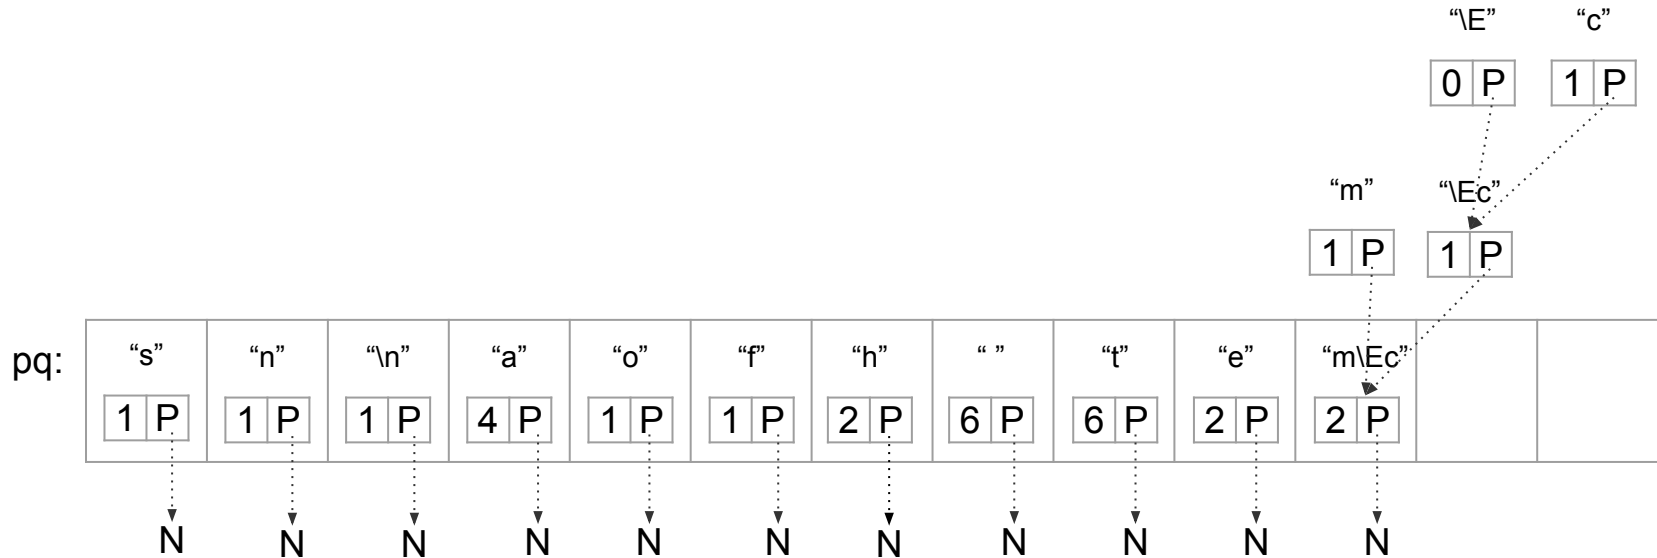 “\E” “c”
0 P 1 P
“m” “\Ec”
1 P 1 P
pq: “s” “n” “\n” “a” “o” “f” “h” “ ” “t” “e” “m\Ec”
1 P 1 P 1 P 4 P 1 P 1 P 2 P 6 P 6 P 2 P 2 P
N N N N N N N N N N N